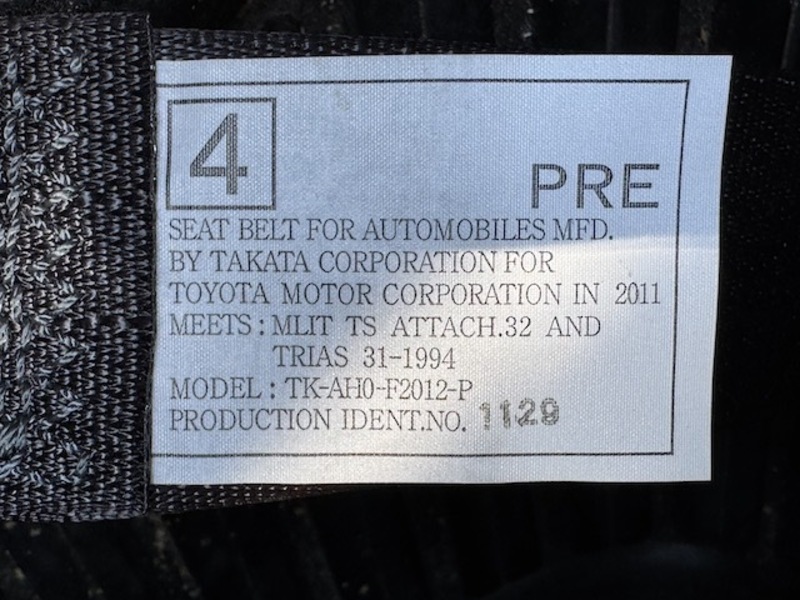 4
PRE
SEAT BELT FOR AUTOMOBILES MFD.
BY TAKATA CORPORATION FOR
TOYOTA MOTOR CORPORATION IN 2011
MEETS : MLIT TS ATTACH.32 AND
TRIAS 31-1994
MODEL : TK-AH0-F2012-P
PRODUCTION IDENT.NO. 1129